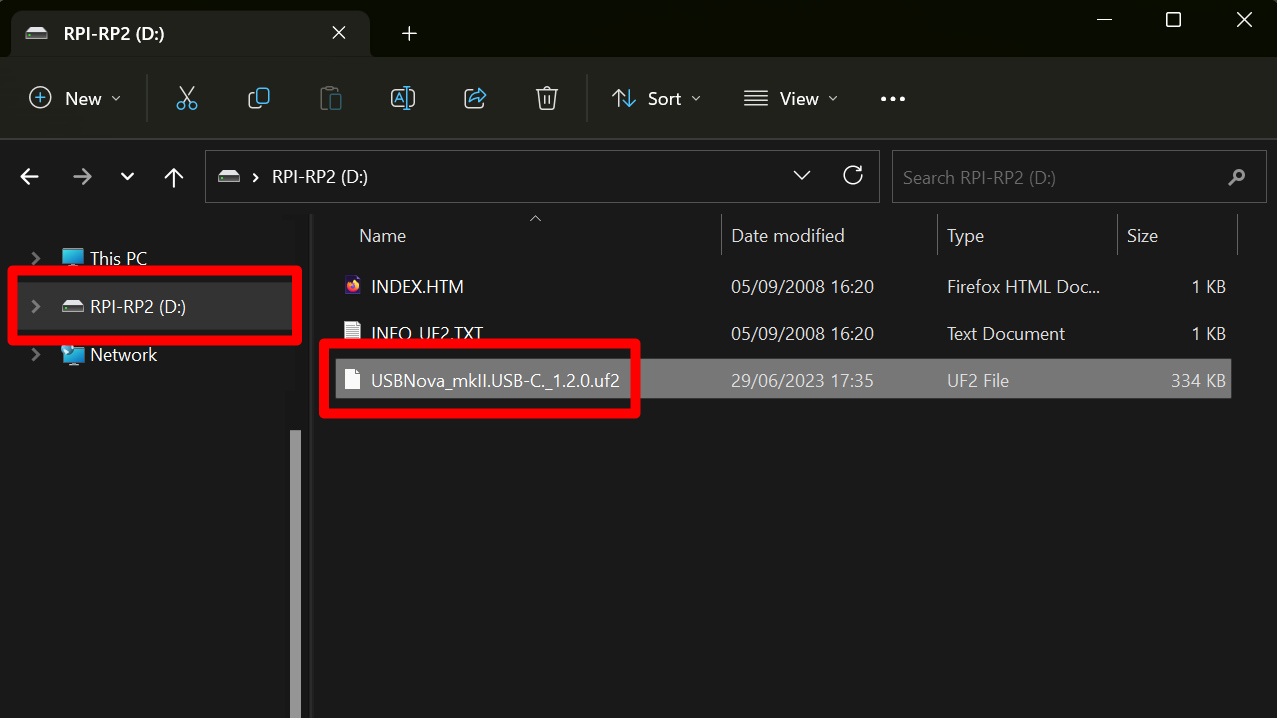 RPI-RP2 (D:)
New
Sort
View
RPI-RP2 (D:)
Search RPI-RP2 (D:)
This PC
RPI-RP2 (D:)
Network
Name Date modified Type Size
INDEX.HTM 05/09/2008 16:20 Firefox HTML Doc... 1 KB
INFO_UF2.TXT 05/09/2008 16:20 Text Document 1 KB
USBNova_mkII.USB-C._1.2.0.uf2 29/06/2023 17:35 UF2 File 334 KB